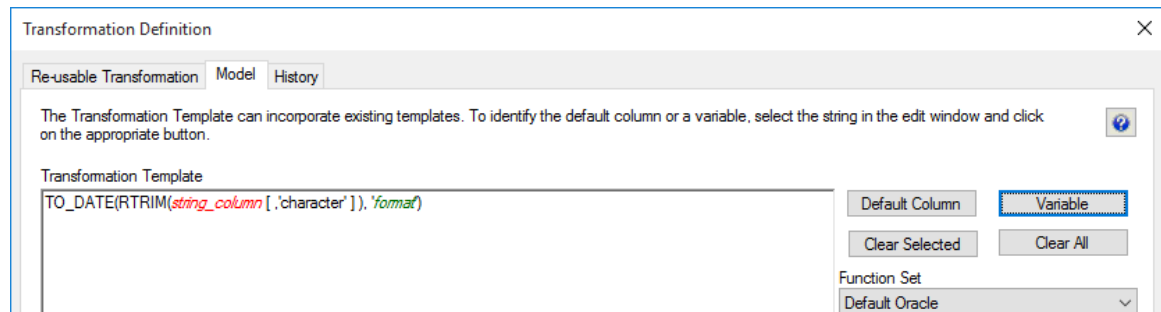 Transformation Definition
Re-usable Transformation Model History
The Transformation Template can incorporate existing templates. To identify the default column or a variable, select the string in the edit window and click
on the appropriate button.
Transformation Template
TO_DATE(RTRIM(string_column [ ,'character' ] ), 'format')
Default Column Variable
Clear Selected Clear All
Function Set
Default Oracle